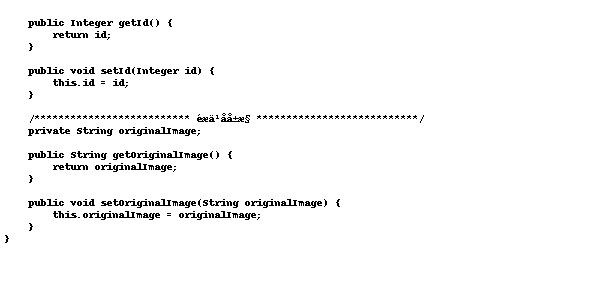 public Integer getId() {
return id;
}
public void setId(Integer id) {
this.id = id;
}
/************************** éæä¹åå±æ§ ***************************/
private String originalImage;
public String getOriginalImage() {
return originalImage;
}
public void setOriginalImage(String originalImage) {
this.originalImage = originalImage;
}
}